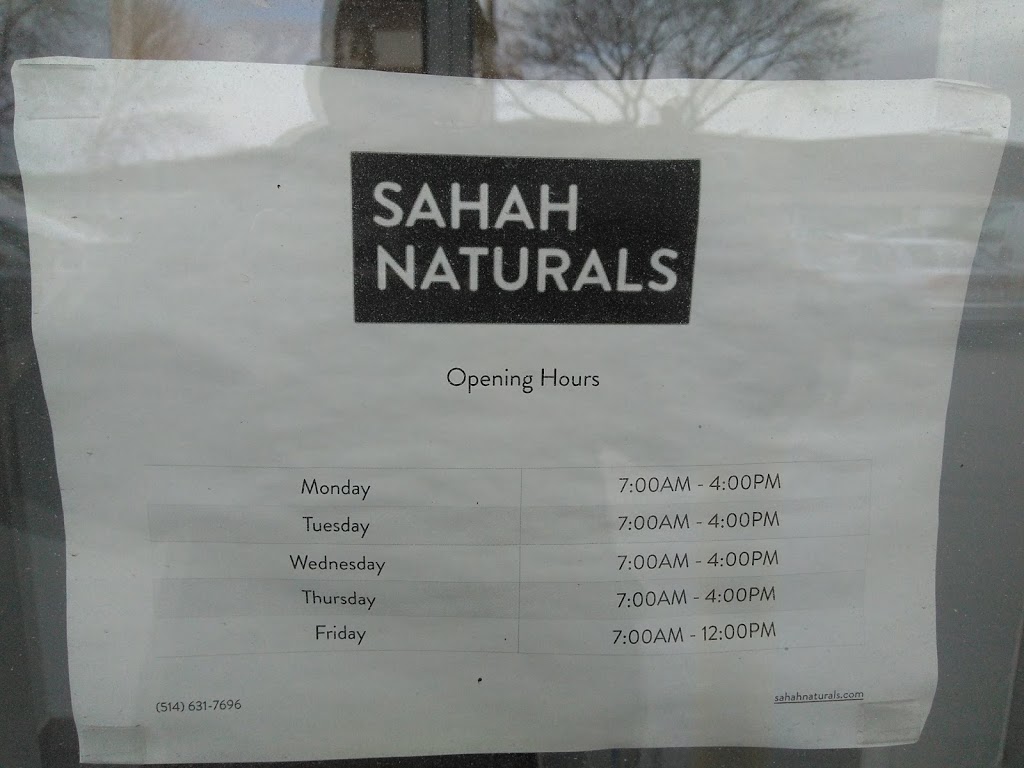 SAHAH
NATURALS
Opening Hours
Monday 7:00AM - 4:00PM
Tuesday 7:00AM - 4:00PM
Wednesday 7:00AM - 4:00PM
Thursday 7:00AM - 4:00PM
Friday 7:00AM - 12:00PM
(514) 631-7696 sahahnaturals.com